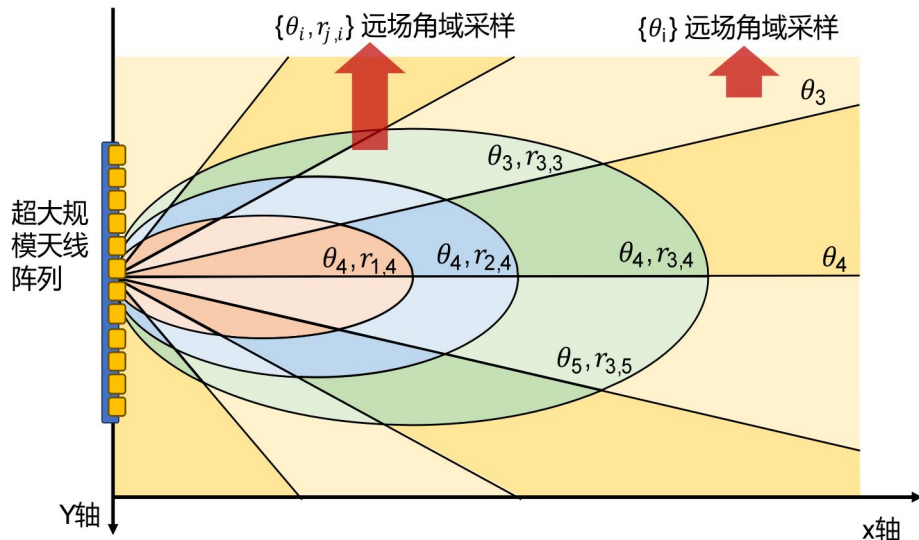 {θᵢ, rⱼ,ᵢ} 远场角域采样
{θᵢ} 远场角域采样
θ₃
θ₃, r₃,₃
超大规
模天线
阵列
θ₄, r₁,₄
θ₄, r₂,₄
θ₄, r₃,₄
θ₄
θ₅, r₃,₅
Y轴
x轴